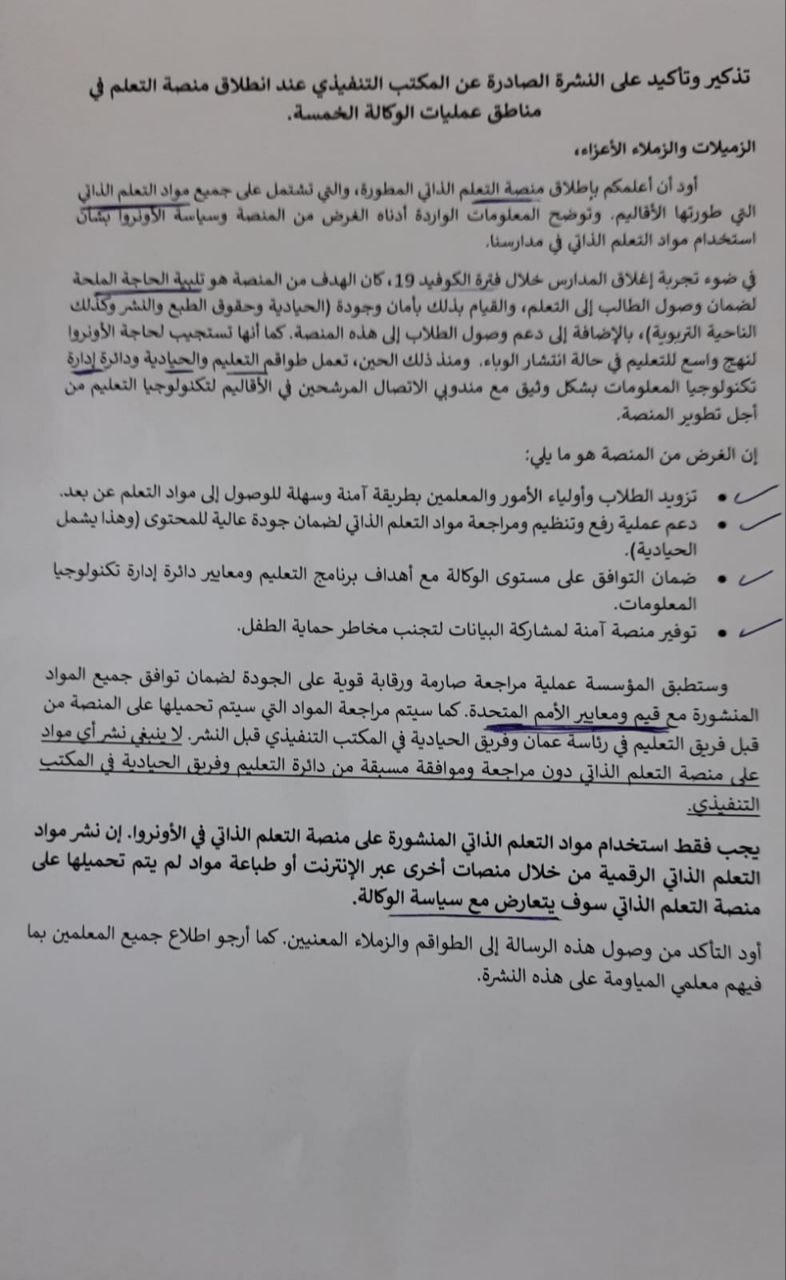 تذكير وتأكيد على النشرة الصادرة عن المكتب التنفيذي عند انطلاق منصة التعلم في
مناطق عمليات الوكالة الخمسة.
الزميلات والزملاء الأعزاء،
أود أن أعلمكم بإطلاق منصة التعلم الذاتي المطورة، والتي تشتمل على جميع مواد التعلم الذاتي
التي طورتها الأقاليم. وتوضح المعلومات الواردة أدناه الغرض من المنصة وسياسة الأونروا بشأن
استخدام مواد التعلم الذاتي في مدارسنا.
في ضوء تجربة إغلاق المدارس خلال فترة الكوفيد 19، كان الهدف من المنصة هو تلبية الحاجة الملحة
لضمان وصول الطالب إلى التعلم، والقيام بذلك بأمان وجودة (الحيادية وحقوق الطبع والنشر وكذلك
الناحية التربوية)، بالإضافة إلى دعم وصول الطلاب إلى هذه المنصة. كما أنها تستجيب لحاجة الأونروا
لنهج واسع للتعليم في حالة انتشار الوباء. ومنذ ذلك الحين، تعمل طواقم التعليم والحيادية ودائرة إدارة
تكنولوجيا المعلومات بشكل وثيق مع مندوبي الاتصال المرشحين في الأقاليم لتكنولوجيا التعليم من
أجل تطوير المنصة.
إن الغرض من المنصة هو ما يلي:
• تزويد الطلاب وأولياء الأمور والمعلمين بطريقة آمنة وسهلة للوصول إلى مواد التعلم عن بعد.
• دعم عملية رفع وتنظيم ومراجعة مواد التعلم الذاتي لضمان جودة عالية للمحتوى (وهذا يشمل
الحيادية).
• ضمان التوافق على مستوى الوكالة مع أهداف برنامج التعليم ومعايير دائرة إدارة تكنولوجيا
المعلومات.
• توفير منصة آمنة لمشاركة البيانات لتجنب مخاطر حماية الطفل.
وستطبق المؤسسة عملية مراجعة صارمة ورقابة قوية على الجودة لضمان توافق جميع المواد
المنشورة مع قيم ومعايير الأمم المتحدة. كما سيتم مراجعة المواد التي سيتم تحميلها على المنصة من
قبل فريق التعليم في رئاسة عمان وفريق الحيادية في المكتب التنفيذي قبل النشر. لا ينبغي نشر أي مواد
على منصة التعلم الذاتي دون مراجعة وموافقة مسبقة من دائرة التعليم وفريق الحيادية في المكتب
التنفيذي.
يجب فقط استخدام مواد التعلم الذاتي المنشورة على منصة التعلم الذاتي في الأونروا. إن نشر مواد
التعلم الذاتي الرقمية من خلال منصات أخرى عبر الإنترنت أو طباعة مواد لم يتم تحميلها على
منصة التعلم الذاتي سوف يتعارض مع سياسة الوكالة.
أود التأكد من وصول هذه الرسالة إلى الطواقم والزملاء المعنيين. كما أرجو اطلاع جميع المعلمين بما
فيهم معلمي المياومة على هذه النشرة.